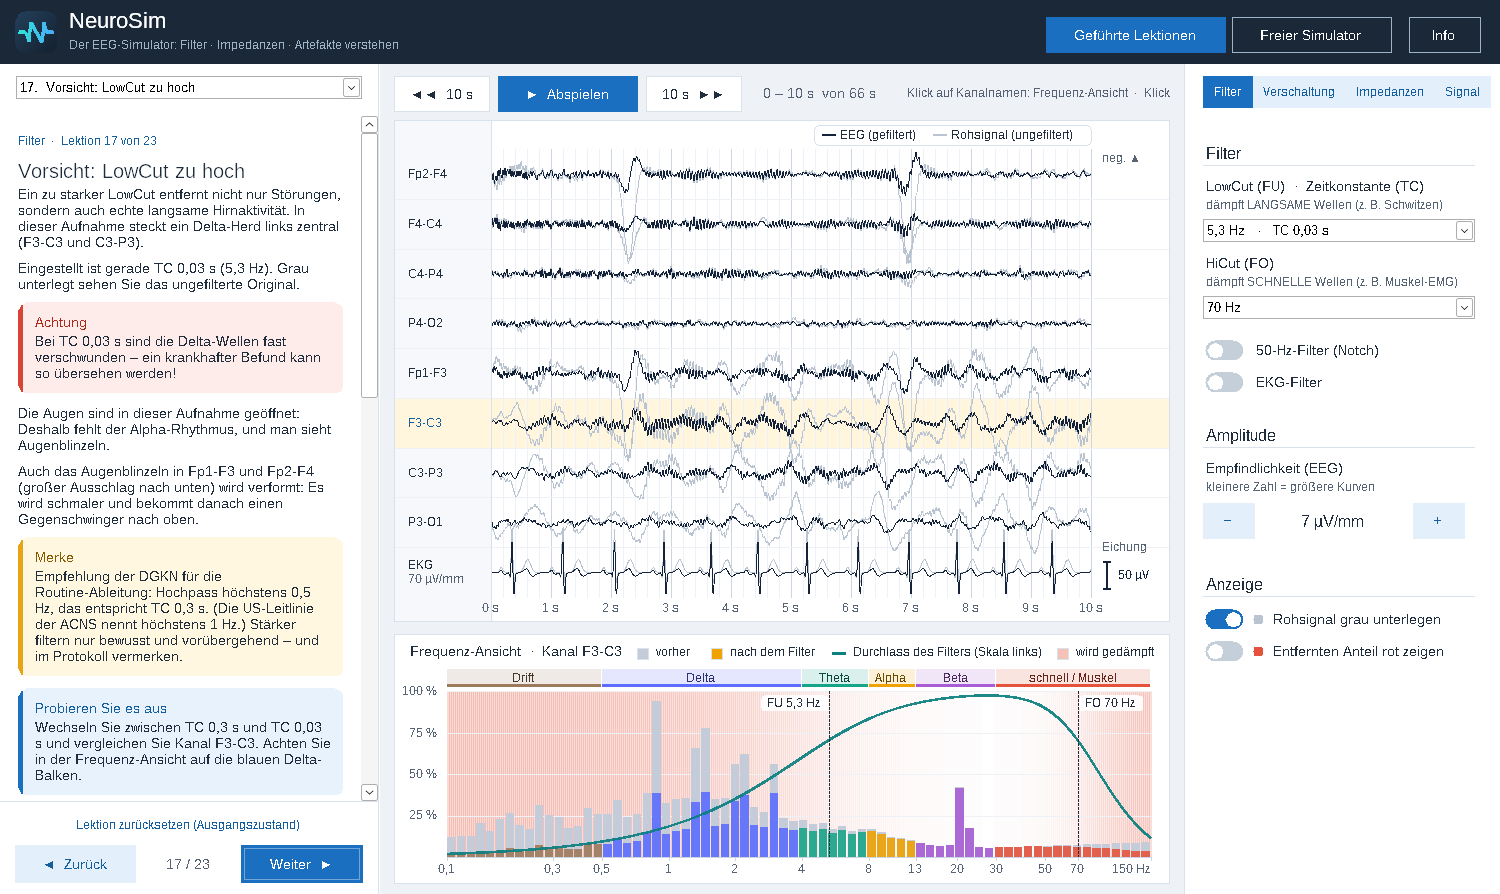 NeuroSim
Der EEG-Simulator: Filter · Impedanzen · Artefakte verstehen
Geführte Lektionen
Freier Simulator
Info
17. Vorsicht: LowCut zu hoch
Filter · Lektion 17 von 23
Vorsicht: LowCut zu hoch
Ein zu starker LowCut entfernt nicht nur Störungen,
sondern auch echte langsame Hirnaktivität. In
dieser Aufnahme steckt ein Delta-Herd links zentral
(F3-C3 und C3-P3).
Eingestellt ist gerade TC 0,03 s (5,3 Hz). Grau
unterlegt sehen Sie das ungefilterte Original.
Achtung
Bei TC 0,03 s sind die Delta-Wellen fast
verschwunden – ein krankhafter Befund kann
so übersehen werden!
Die Augen sind in dieser Aufnahme geöffnet:
Deshalb fehlt der Alpha-Rhythmus, und man sieht
Augenblinzeln.
Auch das Augenblinzeln in Fp1-F3 und Fp2-F4
(großer Ausschlag nach unten) wird verformt: Es
wird schmaler und bekommt danach einen
Gegenschwinger nach oben.
Merke
Empfehlung der DGKN für die
Routine-Ableitung: Hochpass höchstens 0,5
Hz, das entspricht TC 0,3 s. (Die US-Leitlinie
der ACNS nennt höchstens 1 Hz.) Stärker
filtern nur bewusst und vorübergehend – und
im Protokoll vermerken.
Probieren Sie es aus
Wechseln Sie zwischen TC 0,3 s und TC 0,03
s und vergleichen Sie Kanal F3-C3. Achten Sie
in der Frequenz-Ansicht auf die blauen Delta-
Balken.
Lektion zurücksetzen (Ausgangszustand)
◄ Zurück
17 / 23
Weiter ►
◄◄ 10 s
► Abspielen
10 s ►►
0 – 10 s von 66 s
Klick auf Kanalnamen: Frequenz-Ansicht · Klick
EEG (gefiltert)
Rohsignal (ungefiltert)
neg. ▲
Fp2-F4
F4-C4
C4-P4
P4-O2
Fp1-F3
F3-C3
C3-P3
P3-O1
EKG
70 µV/mm
Eichung
50 µV
0 s 1 s 2 s 3 s 4 s 5 s 6 s 7 s 8 s 9 s 10 s
Frequenz-Ansicht · Kanal F3-C3
vorher
nach dem Filter
Durchlass des Filters (Skala links)
wird gedämpft
Drift Delta Theta Alpha Beta schnell / Muskel
FU 5,3 Hz
FO 70 Hz
100 %
75 %
50 %
25 %
0,1 0,3 0,5 1 2 4 8 13 20 30 50 70 150 Hz
Filter
Verschaltung
Impedanzen
Signal
Filter
LowCut (FU) · Zeitkonstante (TC)
dämpft LANGSAME Wellen (z. B. Schwitzen)
5,3 Hz · TC 0,03 s
HiCut (FO)
dämpft SCHNELLE Wellen (z. B. Muskel-EMG)
70 Hz
50-Hz-Filter (Notch)
EKG-Filter
Amplitude
Empfindlichkeit (EEG)
kleinere Zahl = größere Kurven
−
7 µV/mm
+
Anzeige
Rohsignal grau unterlegen
Entfernten Anteil rot zeigen